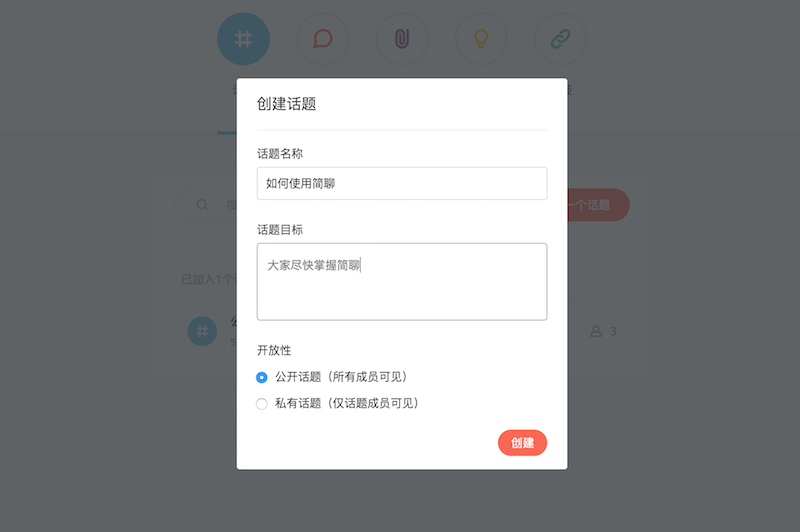 创建话题
话题名称
如何使用简聊
话题目标
大家尽快掌握简聊
开放性
公开话题（所有成员可见）
私有话题（仅话题成员可见）
创建
一个话题
已加入1个
3